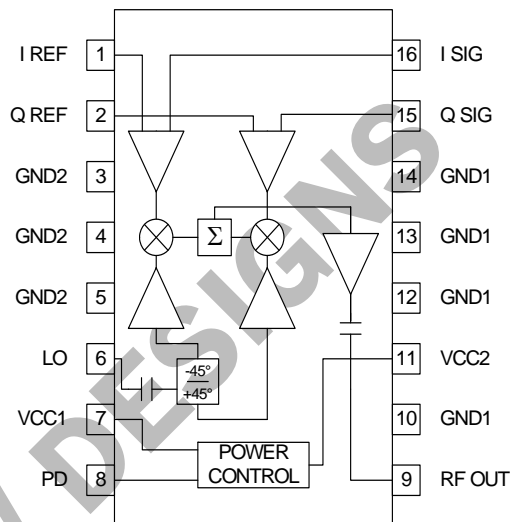 I REF 1
16 I SIG
Q REF 2
15 Q SIG
GND2 3
14 GND1
GND2 4
Σ
13 GND1
GND2 5
12 GND1
LO 6
-45°
+45°
11 VCC2
VCC1 7
10 GND1
POWER
CONTROL
PD 8
9 RF OUT
DESIGNS